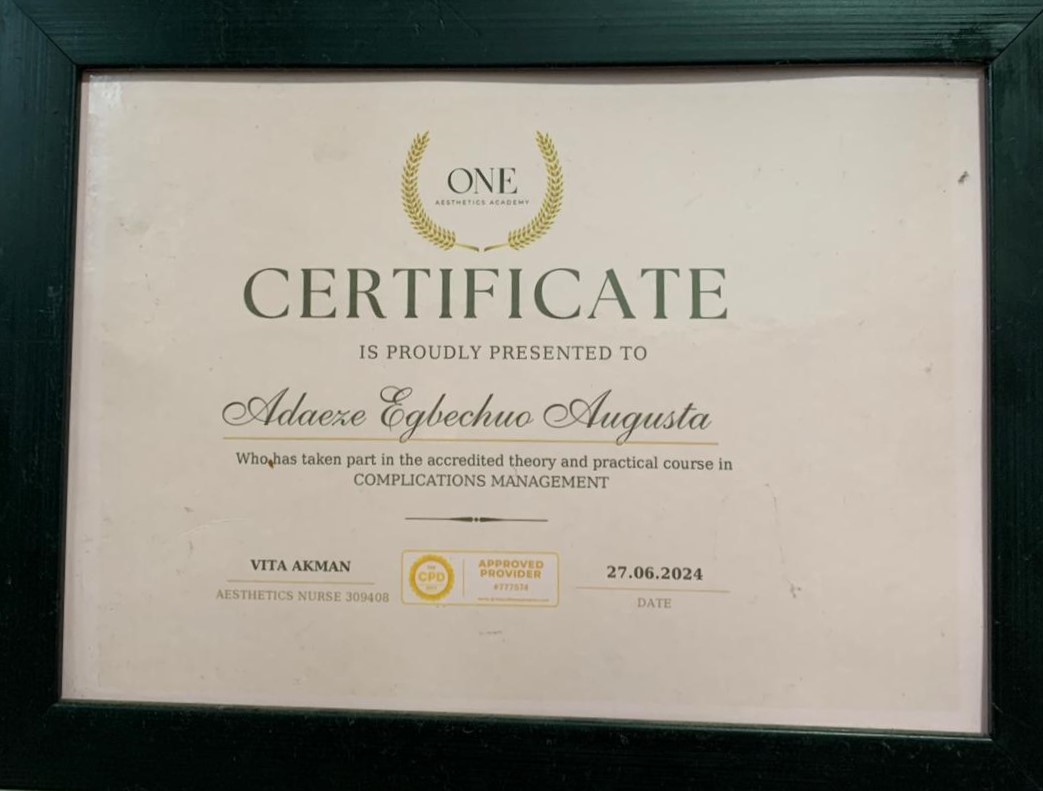 ONE
AESTHETICS ACADEMY
CERTIFICATE
IS PROUDLY PRESENTED TO
Adaeze Egbechuo Augusta
Who has taken part in the accredited theory and practical course in
COMPLICATIONS MANAGEMENT
VITA AKMAN
AESTHETICS NURSE 309408
CPD
APPROVED
PROVIDER
#777574
27.06.2024
DATE